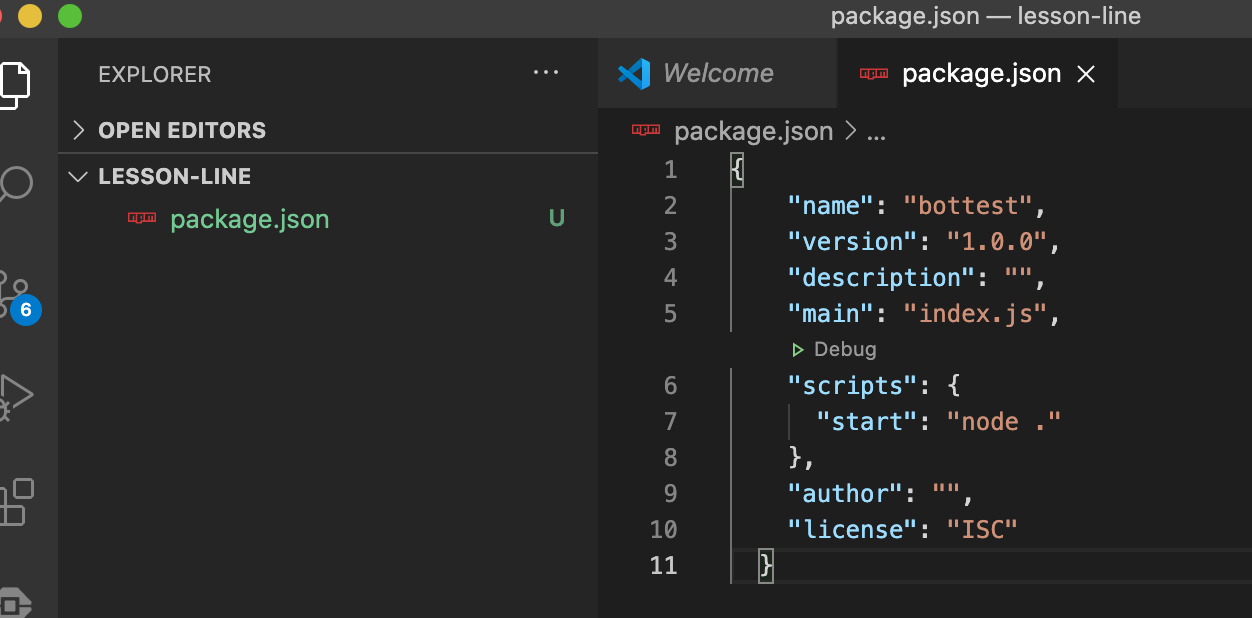 package.json — lesson-line
EXPLORER ...
OPEN EDITORS
LESSON-LINE
package.json U
6
Welcome
package.json
package.json > ...
1 {
2 "name": "bottest",
3 "version": "1.0.0",
4 "description": "",
5 "main": "index.js",
Debug
6 "scripts": {
7 "start": "node ."
8 },
9 "author": "",
10 "license": "ISC"
11 }